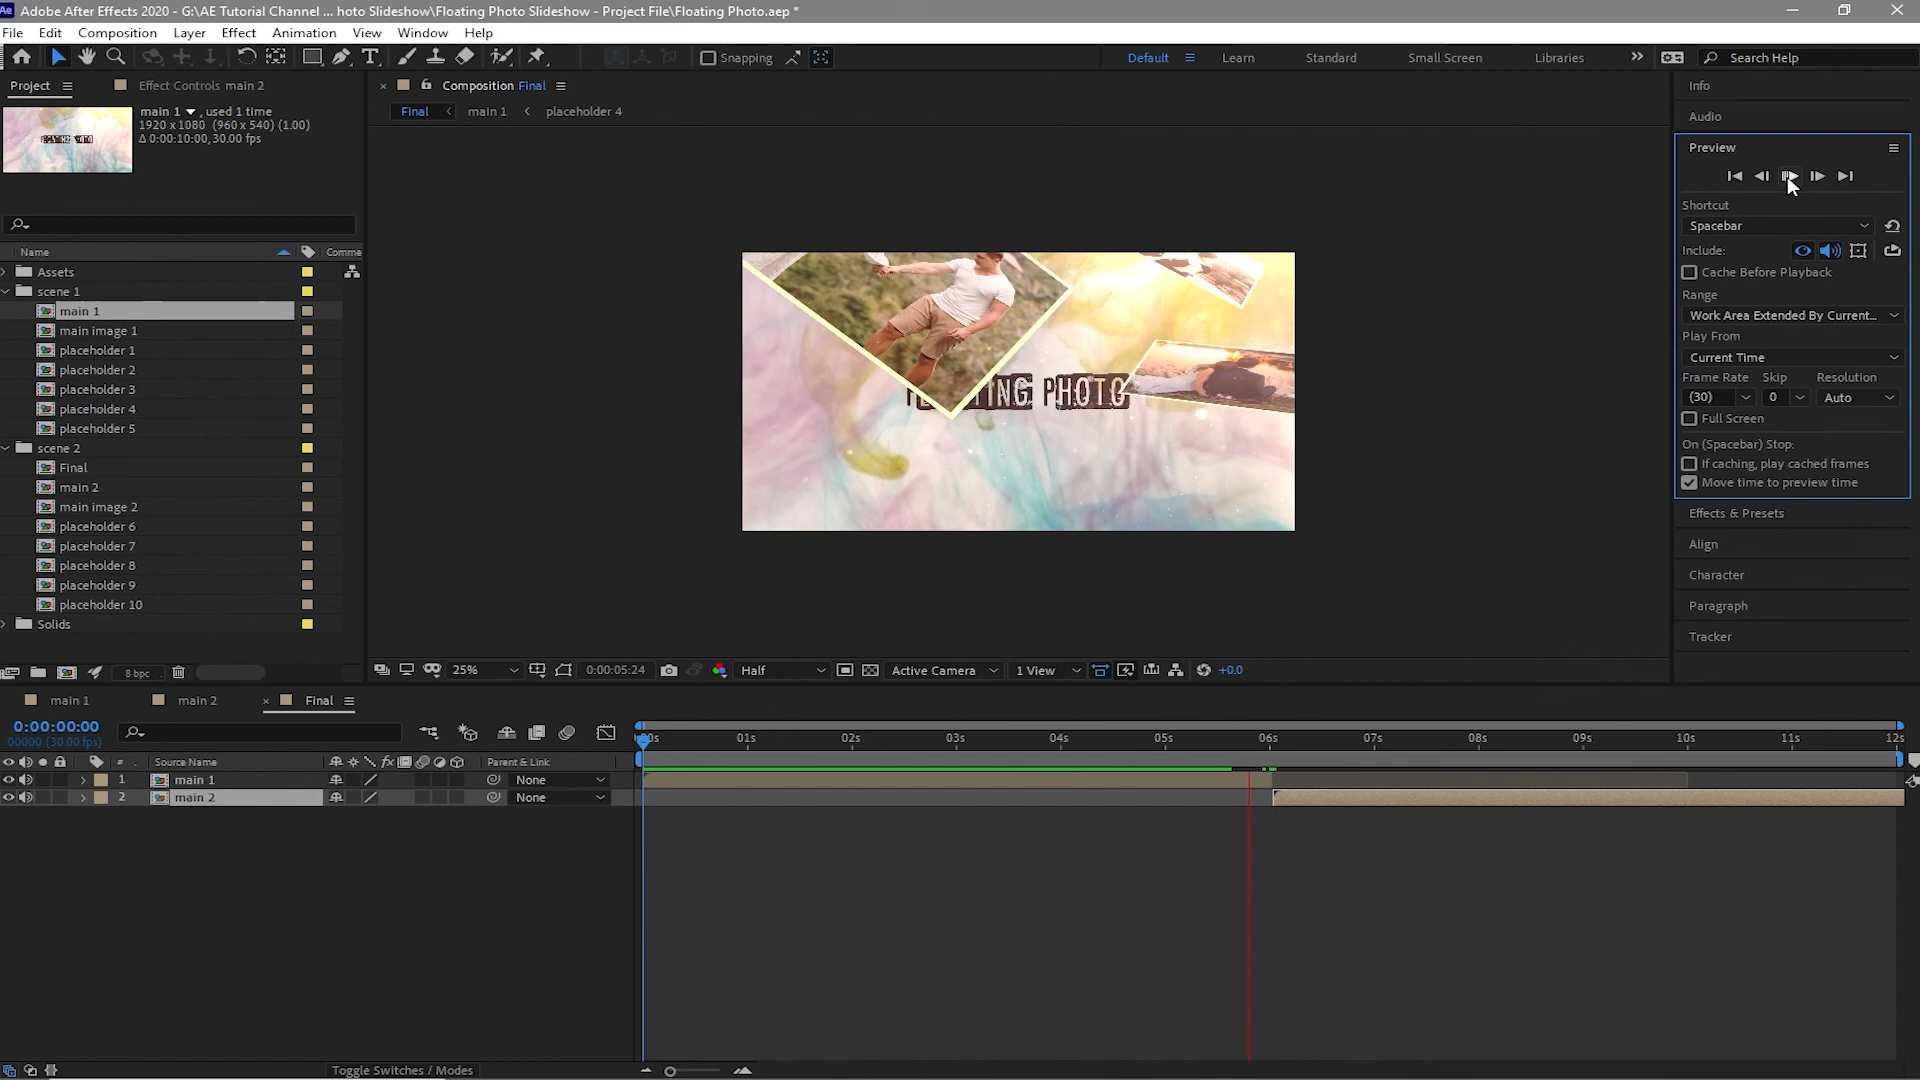 Adobe After Effects 2020 - G:\AE Tutorial Channel ... hoto Slideshow\Floating Photo Slideshow - Project File\Floating Photo.aep *
File Edit Composition Layer Effect Animation View Window Help
Snapping Default Learn Standard Small Screen Libraries Search Help
Project Effect Controls main 2
Composition Final
Final main 1 placeholder 4
main 1 , used 1 time
1920 x 1080 (960 x 540) (1.00)
Δ 0:00:10:00, 30.00 fps
Name Comme
Assets
scene 1
main 1
main image 1
placeholder 1
placeholder 2
placeholder 3
placeholder 4
placeholder 5
scene 2
Final
main 2
main image 2
placeholder 6
placeholder 7
placeholder 8
placeholder 9
placeholder 10
Solids
8 bpc
TING PHOTO
25% 0:00:05:24 Half Active Camera 1 View +0.0
Info
Audio
Preview
Shortcut
Spacebar
Include:
Cache Before Playback
Range
Work Area Extended By Current...
Play From
Current Time
Frame Rate Skip Resolution
(30) 0 Auto
Full Screen
On (Spacebar) Stop:
If caching, play cached frames
Move time to preview time
Effects & Presets
Align
Character
Paragraph
Tracker
main 1 main 2 Final
0:00:00:00
00000 (30.00 fps)
00s 01s 02s 03s 04s 05s 06s 07s 08s 09s 10s 11s 12s
# Source Name fx Parent & Link
1 main 1 None
2 main 2 None
Toggle Switches / Modes